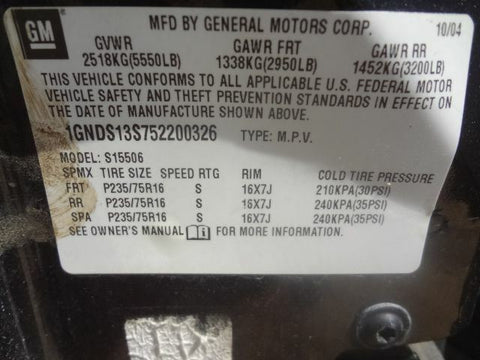 GM MFD BY GENERAL MOTORS CORP. 10/04
GVWR GAWR FRT GAWR RR
2518KG(5550LB) 1338KG(2950LB) 1452KG(3200LB)
THIS VEHICLE CONFORMS TO ALL APPLICABLE U.S. FEDERAL MOTOR
VEHICLE SAFETY AND THEFT PREVENTION STANDARDS IN EFFECT ON
THE DATE OF MANUFACTURE SHOWN ABOVE.
1GNDS13S752200326 TYPE: M.P.V.
MODEL: S15506
SPMX TIRE SIZE SPEED RTG RIM COLD TIRE PRESSURE
FRT P235/75R16 S 16X7J 210KPA(30PSI)
RR P235/75R16 S 16X7J 240KPA(35PSI)
SPA P235/75R16 S 16X7J 240KPA(35PSI)
SEE OWNER'S MANUAL FOR MORE INFORMATION.